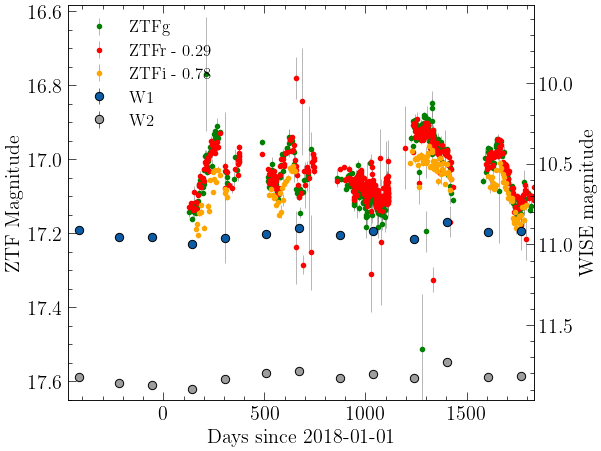 16.6
16.8
17.0
17.2
17.4
17.6
ZTF Magnitude
ZTFg
ZTFr - 0.29
ZTFi - 0.78
W1
W2
10.0
10.5
11.0
11.5
WISE magnitude
0
500
1000
1500
Days since 2018-01-01